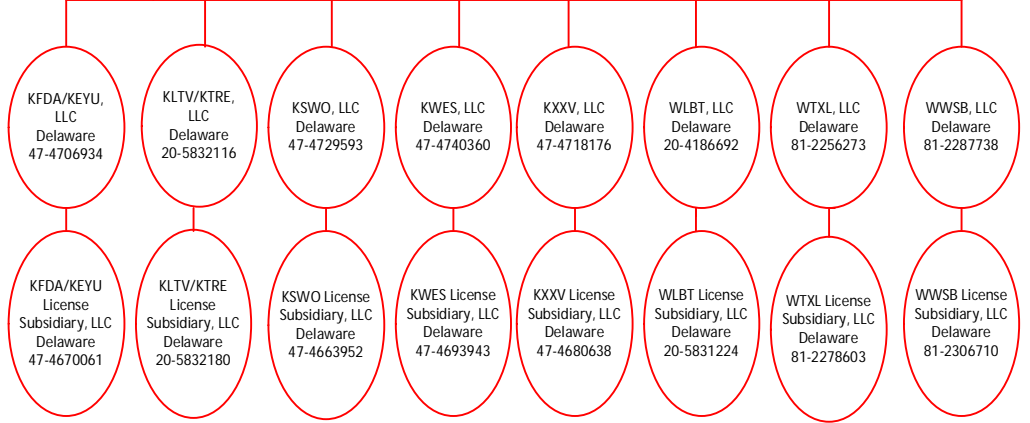 KFDA/KEYU,
LLC
Delaware
47-4706934
KLTV/KTRE,
LLC
Delaware
20-5832116
KSWO, LLC
Delaware
47-4729593
KWES, LLC
Delaware
47-4740360
KXXV, LLC
Delaware
47-4718176
WLBT, LLC
Delaware
20-4186692
WTXL, LLC
Delaware
81-2256273
WWSB, LLC
Delaware
81-2287738
KFDA/KEYU
License
Subsidiary, LLC
Delaware
47-4670061
KLTV/KTRE
License
Subsidiary, LLC
Delaware
20-5832180
KSWO License
Subsidiary, LLC
Delaware
47-4663952
KWES License
Subsidiary, LLC
Delaware
47-4693943
KXXV License
Subsidiary, LLC
Delaware
47-4680638
WLBT License
Subsidiary, LLC
Delaware
20-5831224
WTXL License
Subsidiary, LLC
Delaware
81-2278603
WWSB License
Subsidiary, LLC
Delaware
81-2306710